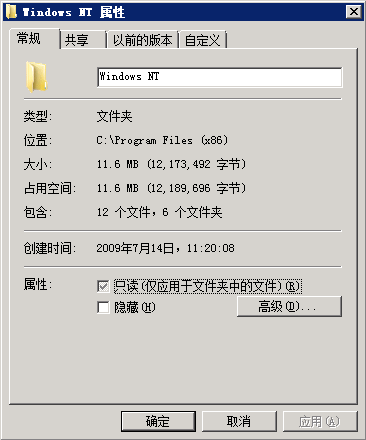 Windows NT 属性
常规 共享 以前的版本 自定义
Windows NT
类型: 文件夹
位置: C:\Program Files (x86)
大小: 11.6 MB (12,173,492 字节)
占用空间: 11.6 MB (12,189,696 字节)
包含: 12 个文件，6 个文件夹
创建时间: 2009年7月14日，11:20:08
属性: 只读(仅应用于文件夹中的文件)(R)
隐藏(H) 高级(D)...
确定 取消 应用(A)